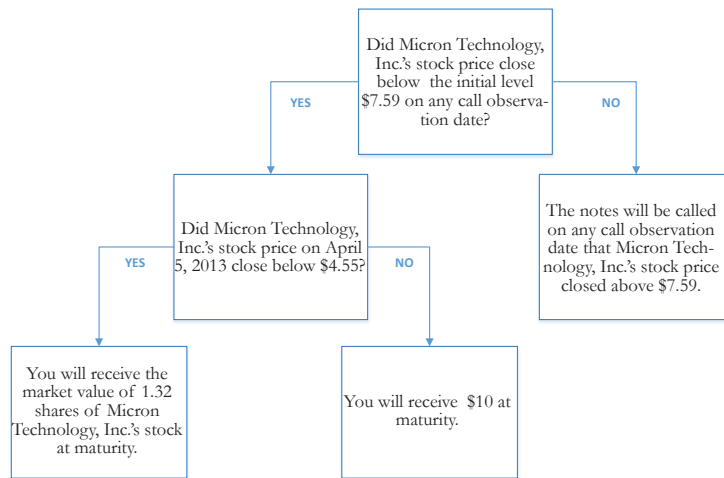 Did Micron Technology,
Inc.'s stock price close
below the initial level
$7.59 on any call observa-
tion date?
YES
NO
Did Micron Technology,
Inc.'s stock price on April
5, 2013 close below $4.55?
The notes will be called
on any call observation
date that Micron Tech-
nology, Inc.'s stock price
closed above $7.59.
YES
NO
You will receive the
market value of 1.32
shares of Micron
Technology, Inc.'s stock
at maturity.
You will receive $10 at
maturity.